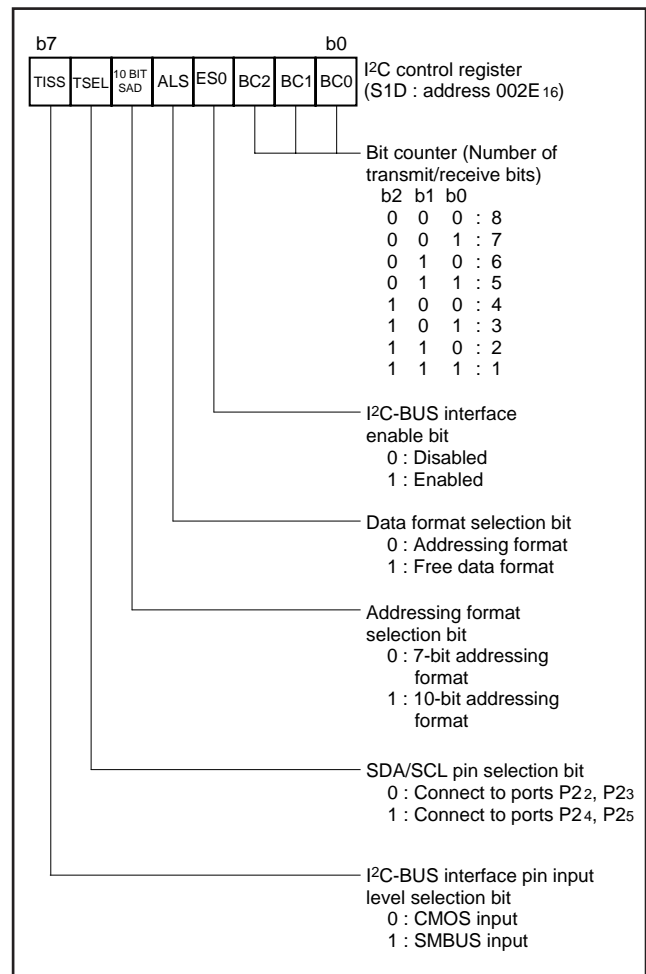 b7 b0
TISS TSEL 10 BIT SAD ALS ES0 BC2 BC1 BC0
I2C control register
(S1D : address 002E16)
Bit counter (Number of
transmit/receive bits)
b2 b1 b0
0 0 0 : 8
0 0 1 : 7
0 1 0 : 6
0 1 1 : 5
1 0 0 : 4
1 0 1 : 3
1 1 0 : 2
1 1 1 : 1
I2C-BUS interface
enable bit
0 : Disabled
1 : Enabled
Data format selection bit
0 : Addressing format
1 : Free data format
Addressing format
selection bit
0 : 7-bit addressing
format
1 : 10-bit addressing
format
SDA/SCL pin selection bit
0 : Connect to ports P22, P23
1 : Connect to ports P24, P25
I2C-BUS interface pin input
level selection bit
0 : CMOS input
1 : SMBUS input